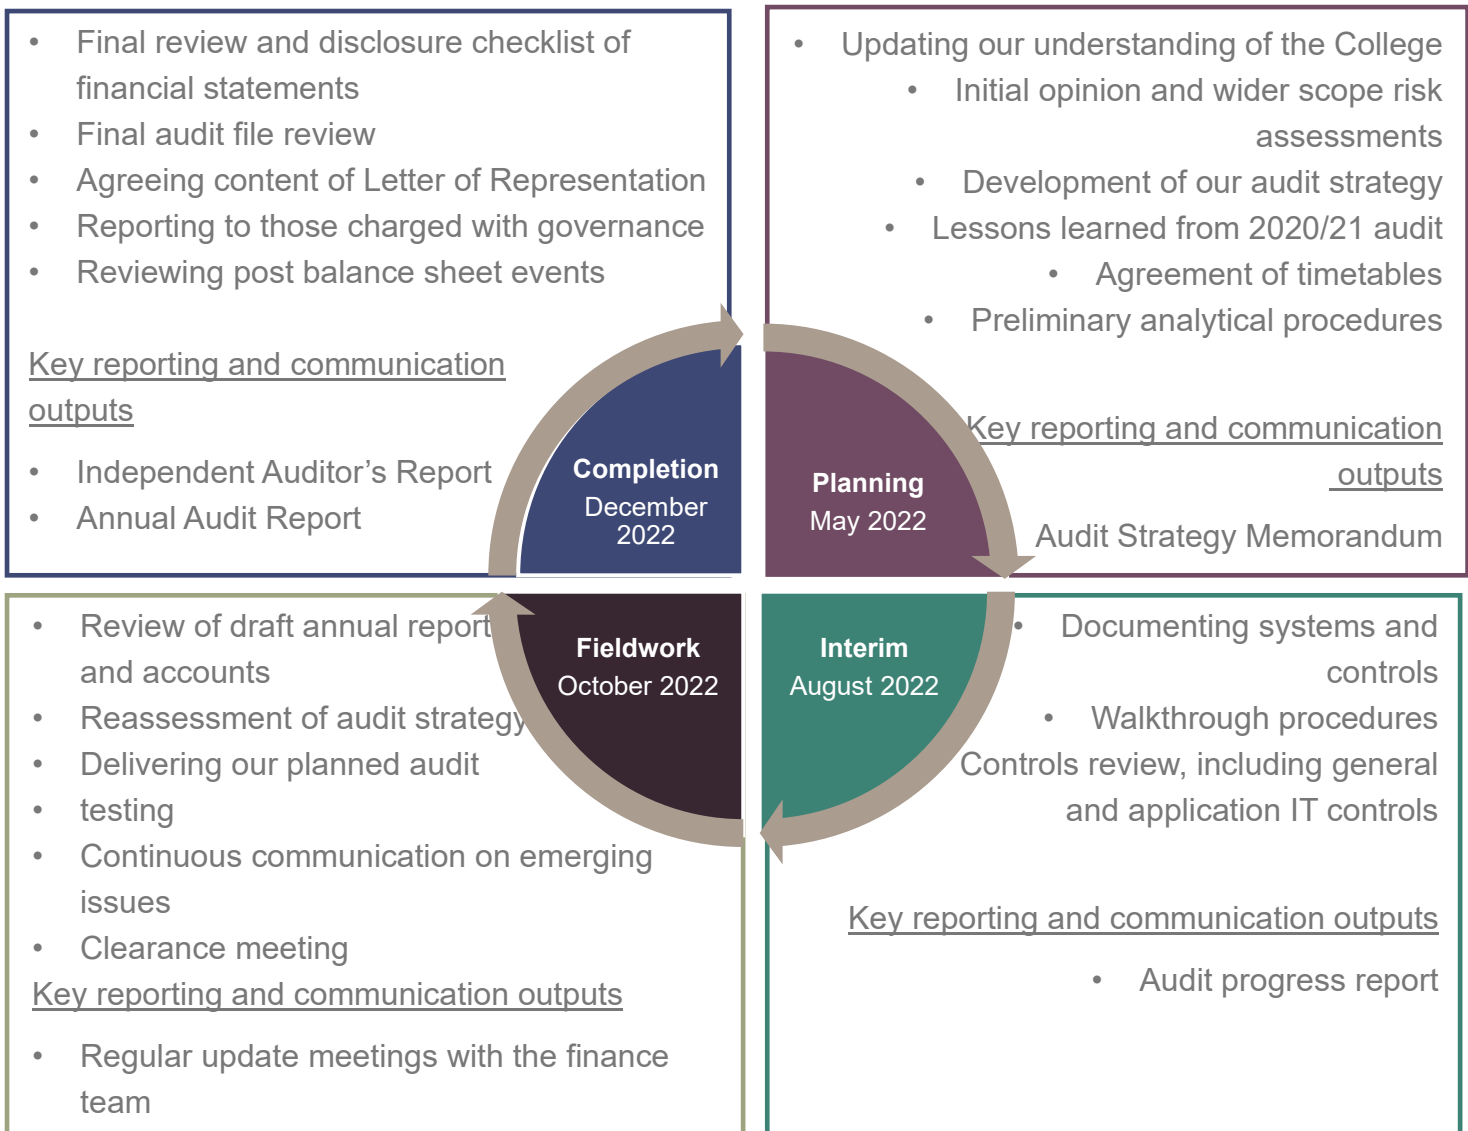 • Final review and disclosure checklist of
financial statements
• Final audit file review
• Agreeing content of Letter of Representation
• Reporting to those charged with governance
• Reviewing post balance sheet events
Key reporting and communication
outputs
• Independent Auditor’s Report
• Annual Audit Report
Completion
December
2022
• Updating our understanding of the College
• Initial opinion and wider scope risk
assessments
• Development of our audit strategy
• Lessons learned from 2020/21 audit
• Agreement of timetables
• Preliminary analytical procedures
Key reporting and communication
outputs
Audit Strategy Memorandum
Planning
May 2022
• Review of draft annual report
and accounts
• Reassessment of audit strategy
• Delivering our planned audit
• testing
• Continuous communication on emerging
issues
• Clearance meeting
Key reporting and communication outputs
• Regular update meetings with the finance
team
Fieldwork
October 2022
Interim
August 2022
• Documenting systems and
controls
• Walkthrough procedures
Controls review, including general
and application IT controls
Key reporting and communication outputs
• Audit progress report